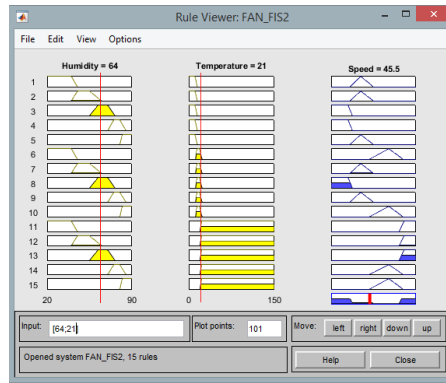 Rule Viewer: FAN_FIS2
File Edit View Options
Humidity = 64 Temperature = 21 Speed = 45.5
1
2
3
4
5
6
7
8
9
10
11
12
13
14
15
20 90 0 150
Input: [64;21] Plot points: 101 Move: left right down up
Opened system FAN_FIS2, 15 rules Help Close